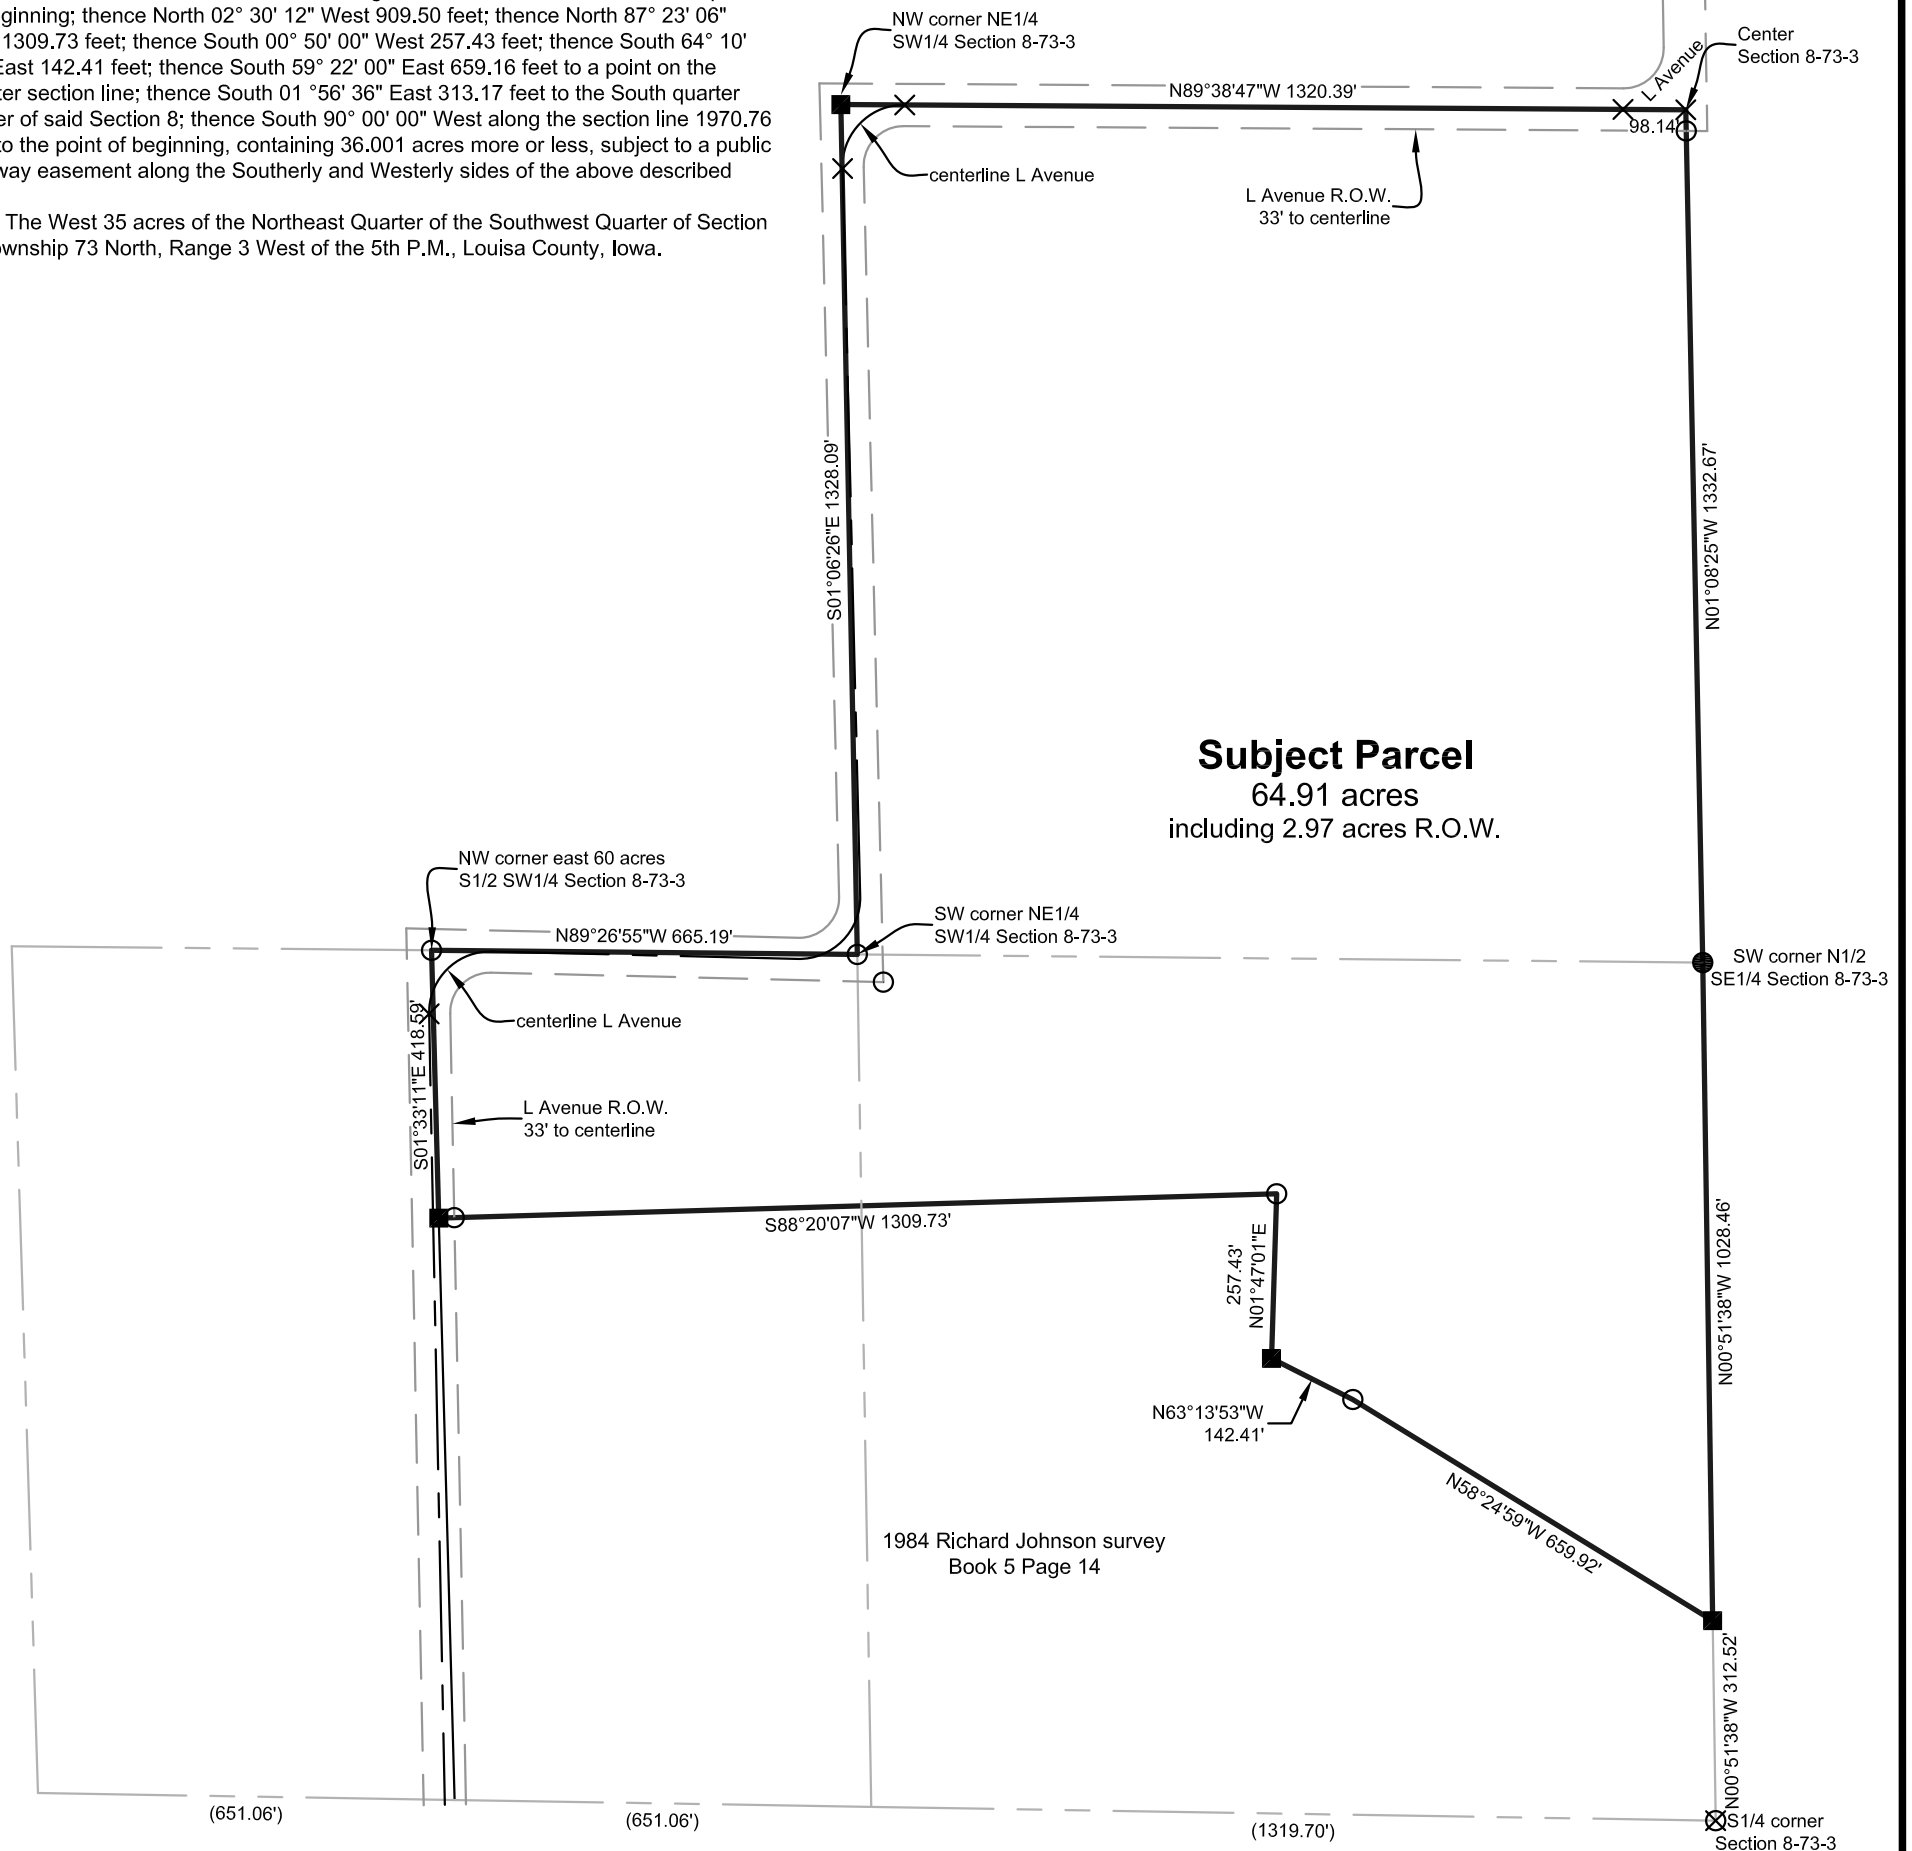 ginning; thence North 02° 30' 12" West 909.50 feet; thence North 87° 23' 06"
1309.73 feet; thence South 00° 50' 00" West 257.43 feet; thence South 64° 10'
East 142.41 feet; thence South 59° 22' 00" East 659.16 feet to a point on the
ter section line; thence South 01 °56' 36" East 313.17 feet to the South quarter
er of said Section 8; thence South 90° 00' 00" West along the section line 1970.76
to the point of beginning, containing 36.001 acres more or less, subject to a public
way easement along the Southerly and Westerly sides of the above described
The West 35 acres of the Northeast Quarter of the Southwest Quarter of Section
ownship 73 North, Range 3 West of the 5th P.M., Louisa County, Iowa.
NW corner NE1/4
SW1/4 Section 8-73-3
L Avenue
Center
Section 8-73-3
N89°38'47"W 1320.39'
98.14'
centerline L Avenue
L Avenue R.O.W.
33' to centerline
S01°06'26"E 1328.09'
N01°08'25"W 1332.67'
Subject Parcel
64.91 acres
including 2.97 acres R.O.W.
NW corner east 60 acres
S1/2 SW1/4 Section 8-73-3
N89°26'55"W 665.19'
SW corner NE1/4
SW1/4 Section 8-73-3
SW corner N1/2
SE1/4 Section 8-73-3
centerline L Avenue
S01°33'11"E 418.59'
L Avenue R.O.W.
33' to centerline
S88°20'07"W 1309.73'
257.43'
N01°47'01"E
N00°51'38"W 1028.46'
N63°13'53"W
142.41'
N58°24'59"W 659.92'
1984 Richard Johnson survey
Book 5 Page 14
N00°51'38"W 312.52'
(651.06')
(651.06')
(1319.70')
S1/4 corner
Section 8-73-3